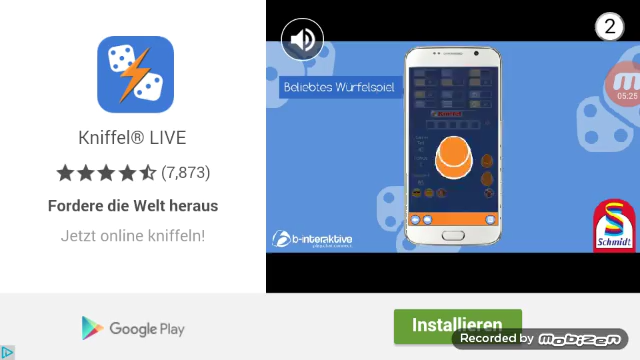 Kniffel® LIVE
(7,873)
Fordere die Welt heraus
Jetzt online kniffeln!
2
05:25
Beliebtes Würfelspiel
b-interactive
Schmidt
Google Play
Installieren
Recorded by mobizen